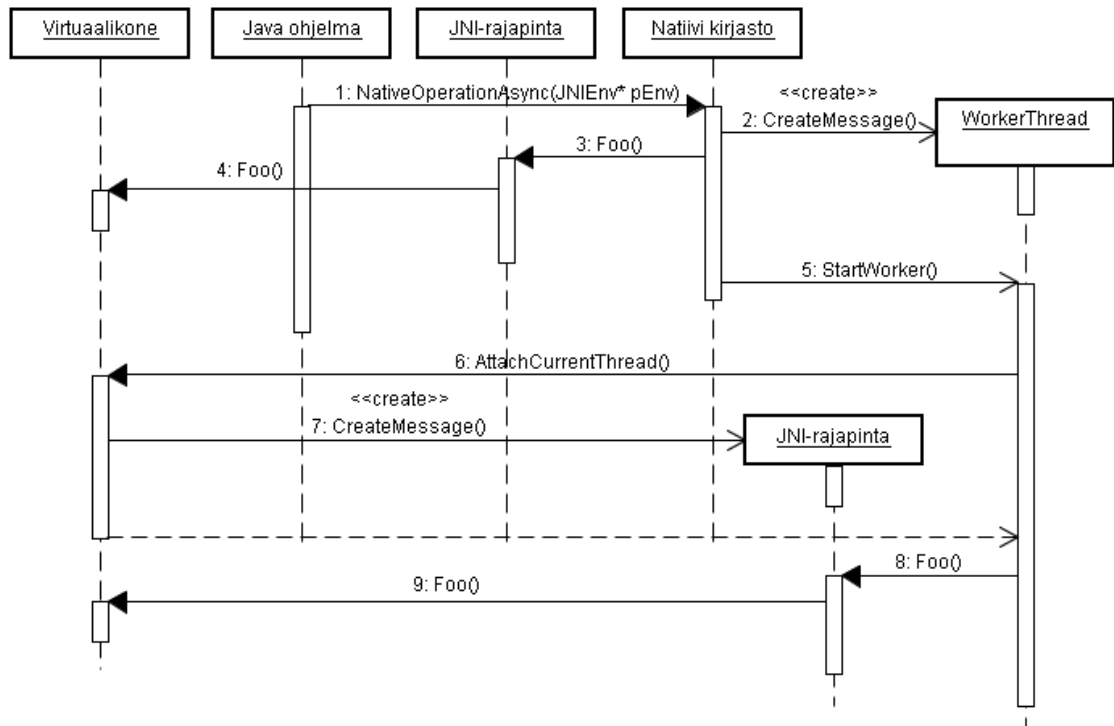 Virtuaalikone
Java ohjelma
JNI-rajapinta
Natiivi kirjasto
1: NativeOperationAsync(JNIEnv* pEnv)
<<create>>
2: CreateMessage()
WorkerThread
3: Foo()
4: Foo()
5: StartWorker()
6: AttachCurrentThread()
<<create>>
7: CreateMessage()
JNI-rajapinta
8: Foo()
9: Foo()